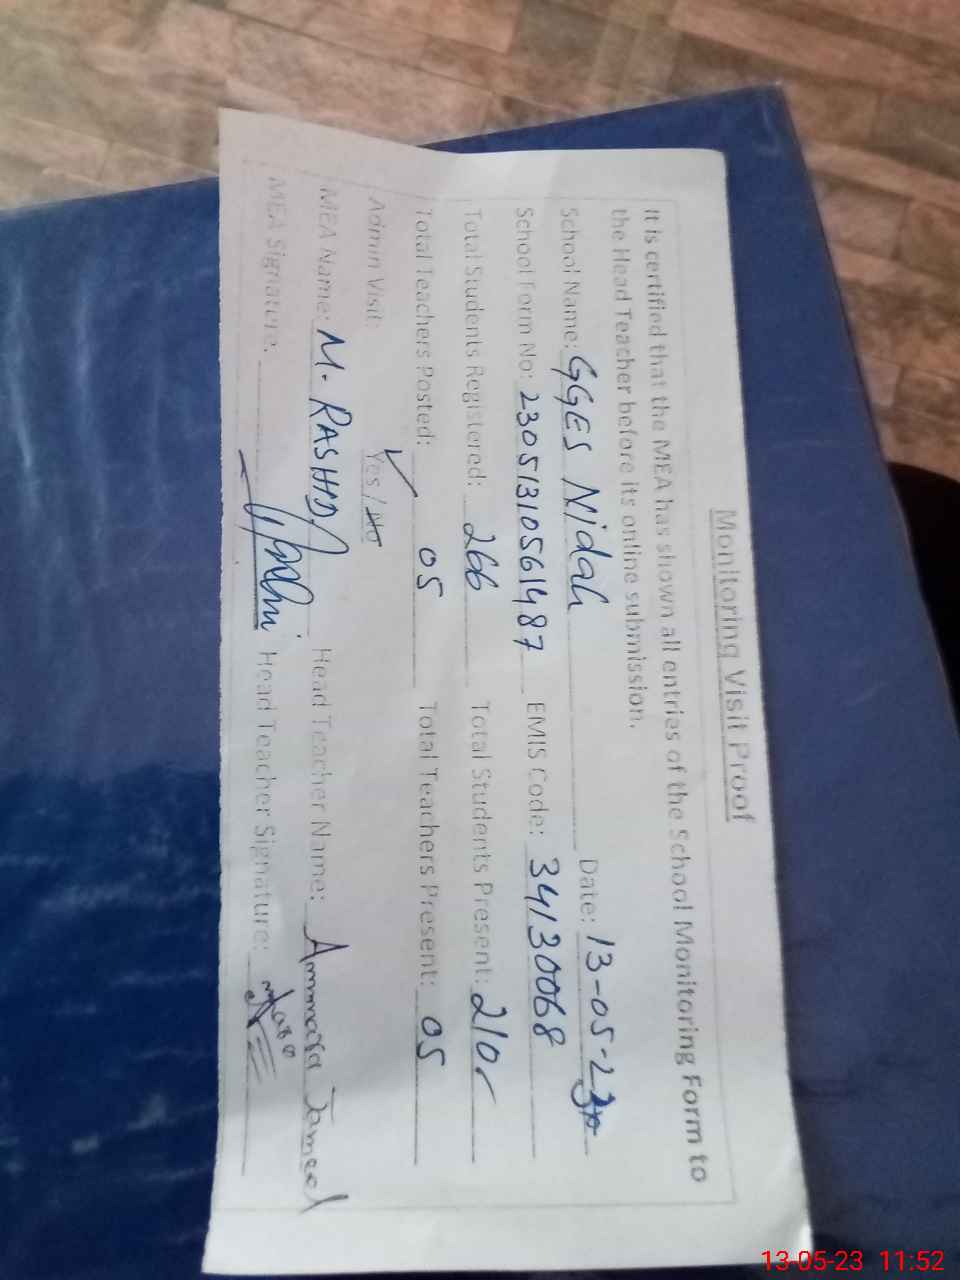 Monitoring Visit Proof
It is certified that the MEA has shown all entries of the School Monitoring Form to
the Head Teacher before its online submission.
School Name: GGES Nidah Date: 13-05-23
School Form No: 23051310561487 EMIS Code: 34130068
Total Students Registered: 266 Total Students Present: 210
Total Teachers Posted: 05 Total Teachers Present: 05
Admin Visit: Yes / No
MEA Name: M. RASHID. Head Teacher Name: Ammara Jameel
MEA Signature: Head Teacher Signature:
13-05-23 11:52